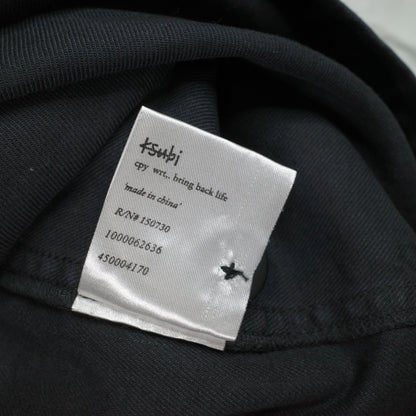 ksubi
cpy wrt.. bring back life
'made in china'
R/N# 150730
1000062636
450004170